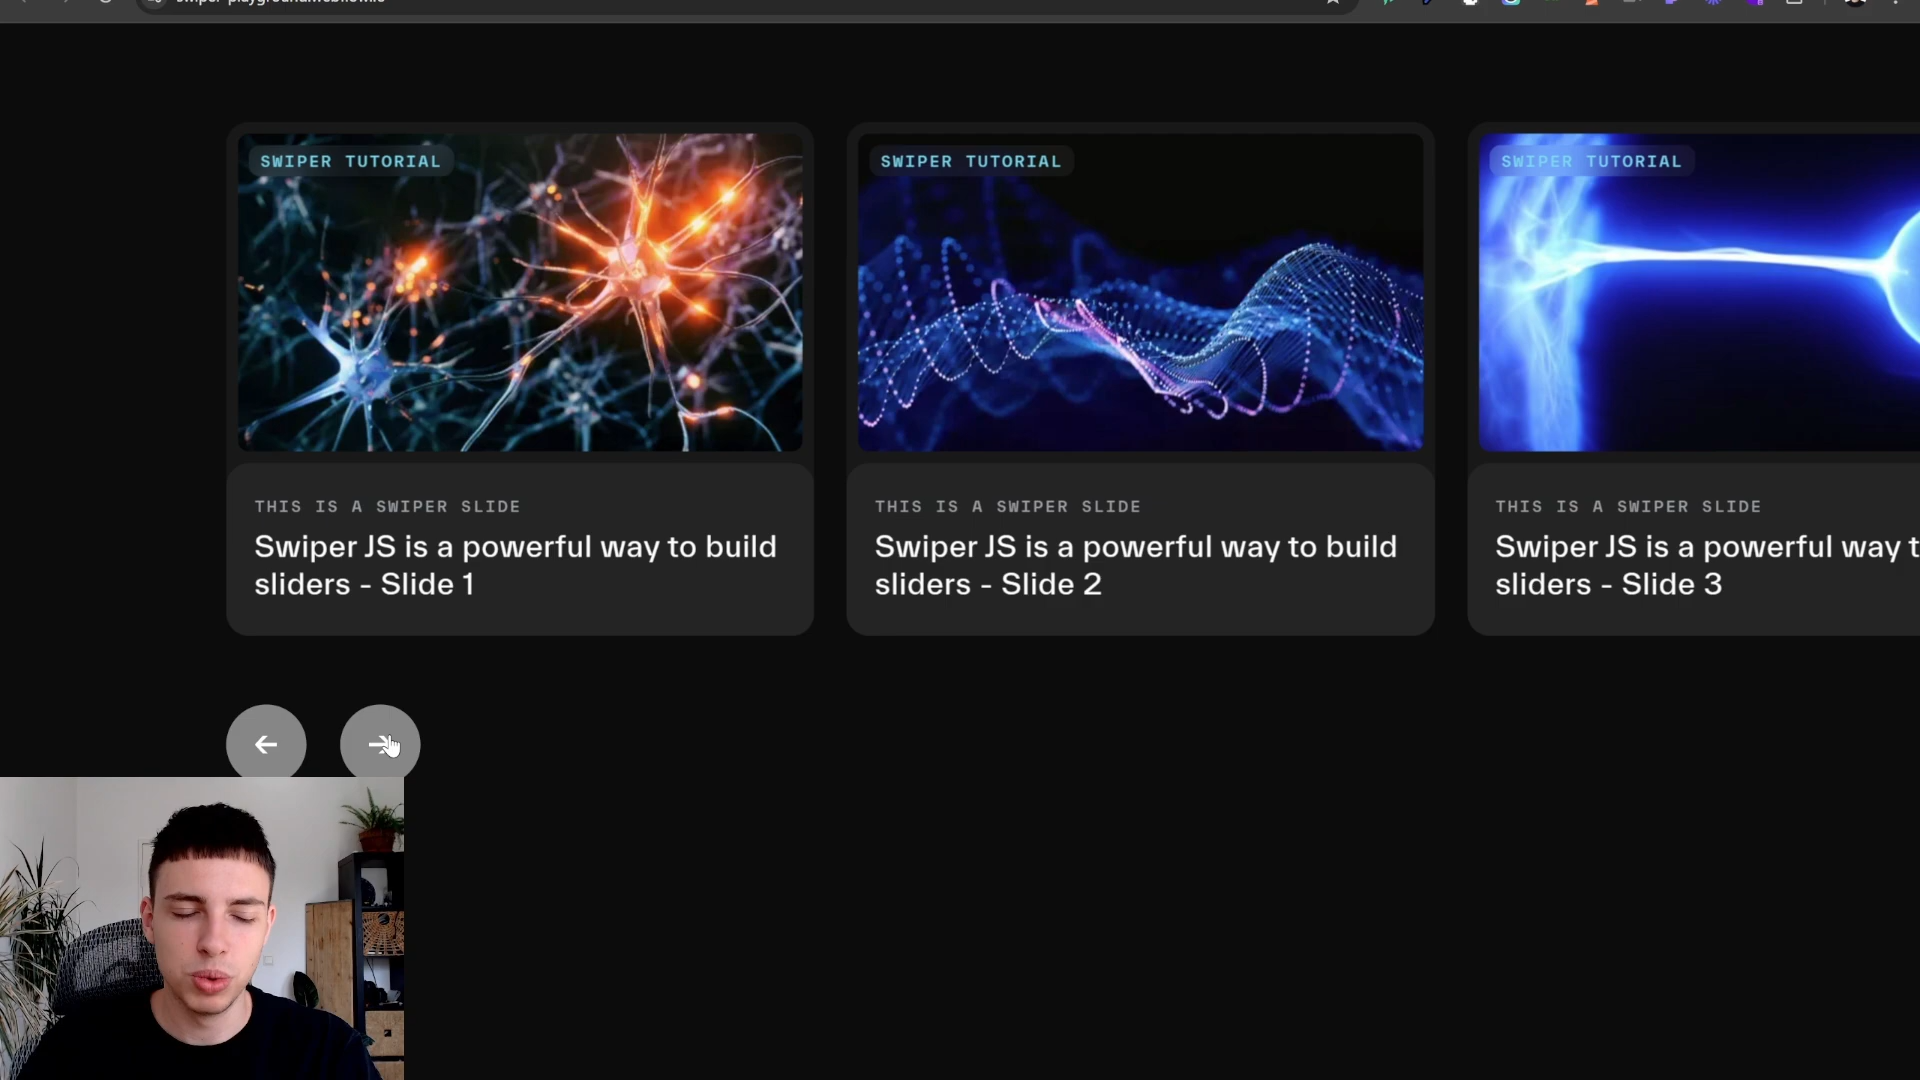 SWIPER TUTORIAL
SWIPER TUTORIAL
SWIPER TUTORIAL
THIS IS A SWIPER SLIDE
Swiper JS is a powerful way to build
sliders - Slide 1
THIS IS A SWIPER SLIDE
Swiper JS is a powerful way to build
sliders - Slide 2
THIS IS A SWIPER SLIDE
Swiper JS is a powerful way t
sliders - Slide 3